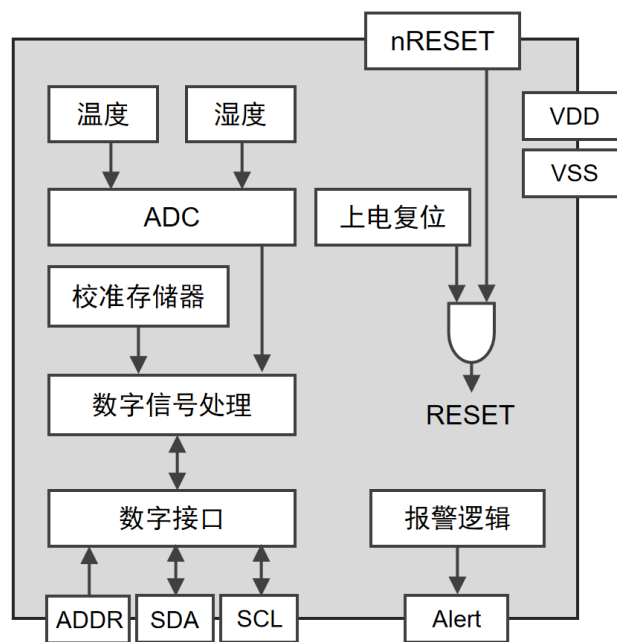 nRESET
温度
湿度
VDD
VSS
ADC
上电复位
校准存储器
数字信号处理
RESET
数字接口
报警逻辑
ADDR
SDA
SCL
Alert